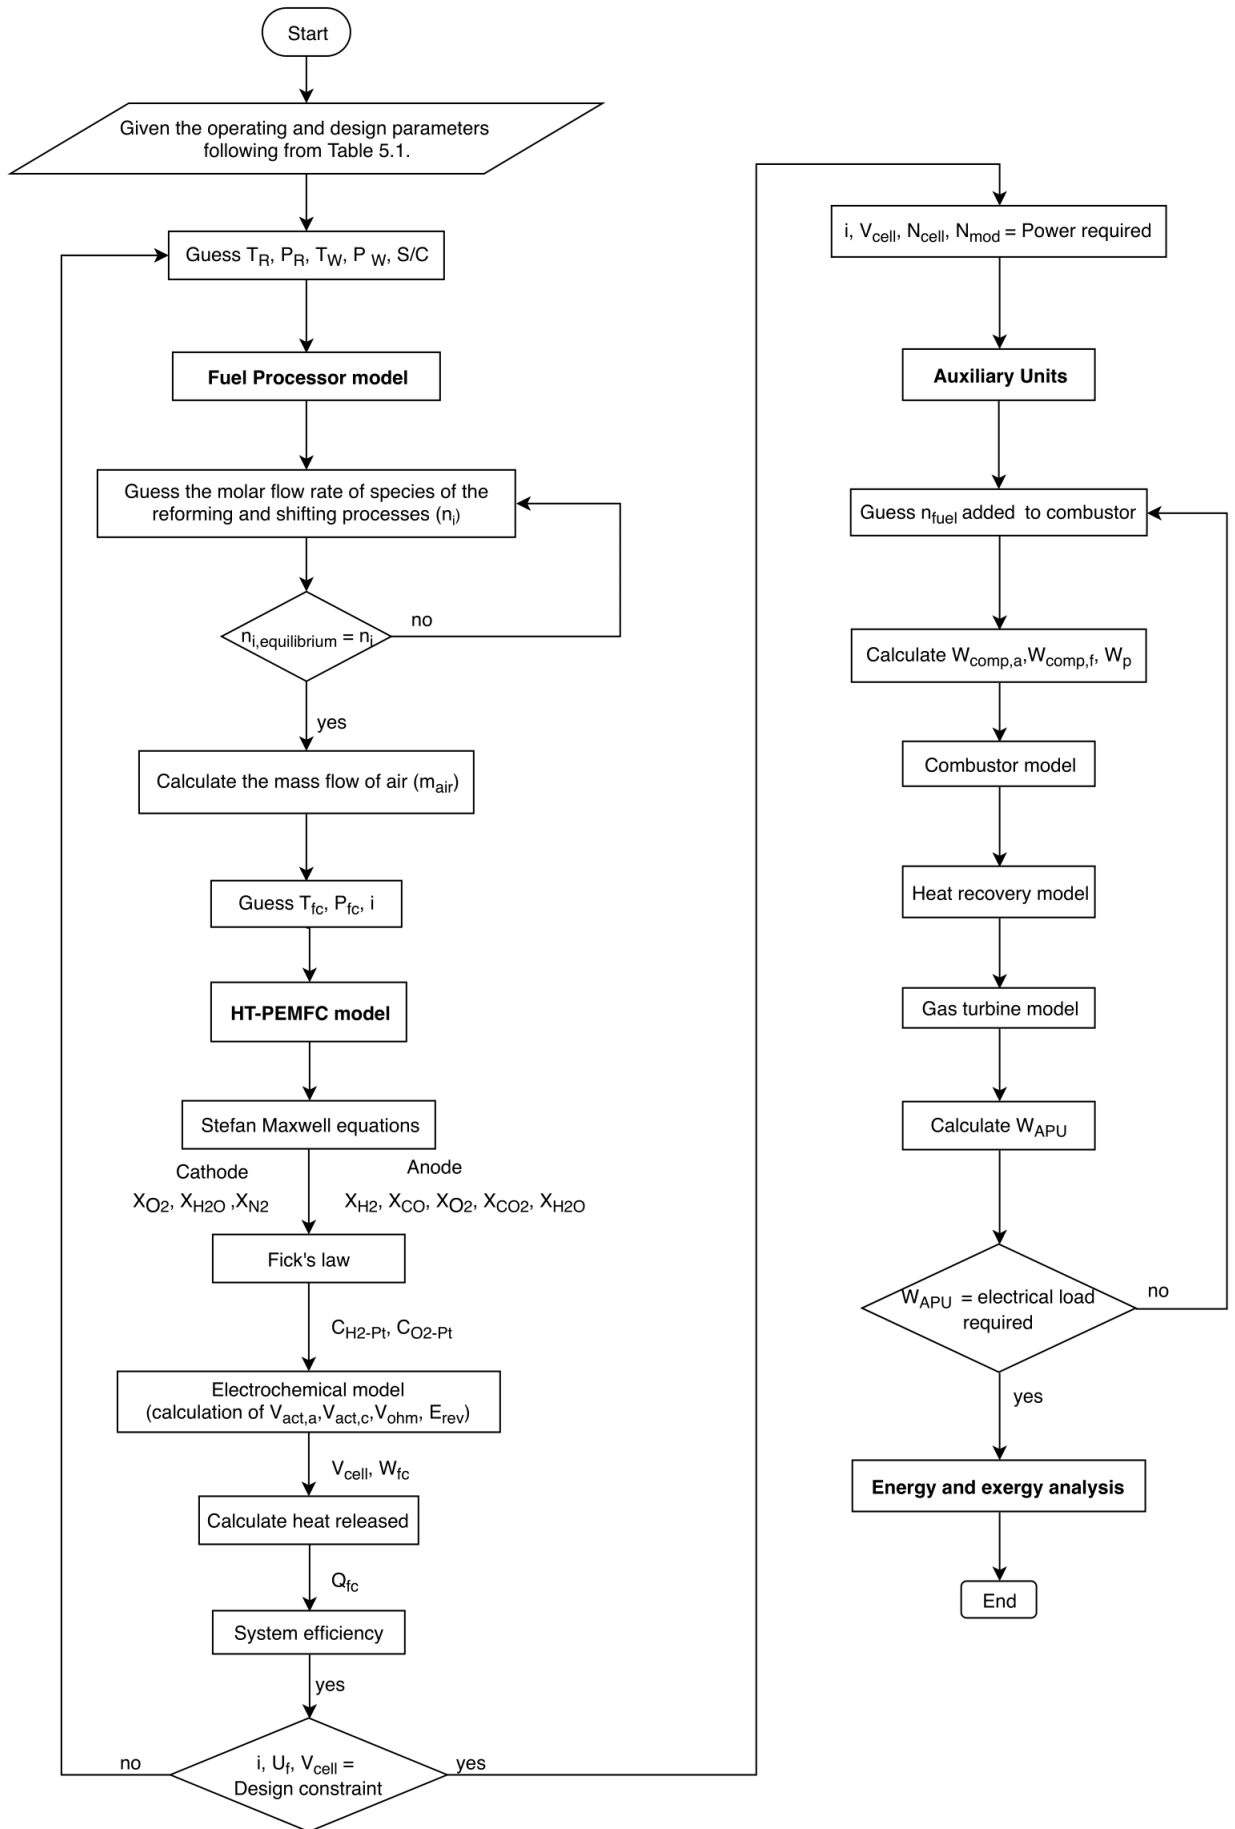 Start
Given the operating and design parameters
following from Table 5.1.
Guess T_R, P_R, T_W, P _W, S/C
Fuel Processor model
Guess the molar flow rate of species of the
reforming and shifting processes (n_i)
n_i,equilibrium = n_i
no
yes
Calculate the mass flow of air (m_air)
Guess T_fc, P_fc, i
HT-PEMFC model
Stefan Maxwell equations
Cathode
X_O2, X_H2O ,X_N2
Anode
X_H2, X_CO, X_O2, X_CO2, X_H2O
Fick's law
C_H2-Pt, C_O2-Pt
Electrochemical model
(calculation of V_act,a,V_act,c,V_ohm, E_rev)
V_cell, W_fc
Calculate heat released
Q_fc
System efficiency
yes
i, U_f, V_cell =
Design constraint
no
yes
i, V_cell, N_cell, N_mod = Power required
Auxiliary Units
Guess n_fuel added to combustor
Calculate W_comp,a,W_comp,f, W_p
Combustor model
Heat recovery model
Gas turbine model
Calculate W_APU
W_APU = electrical load
required
no
yes
Energy and exergy analysis
End